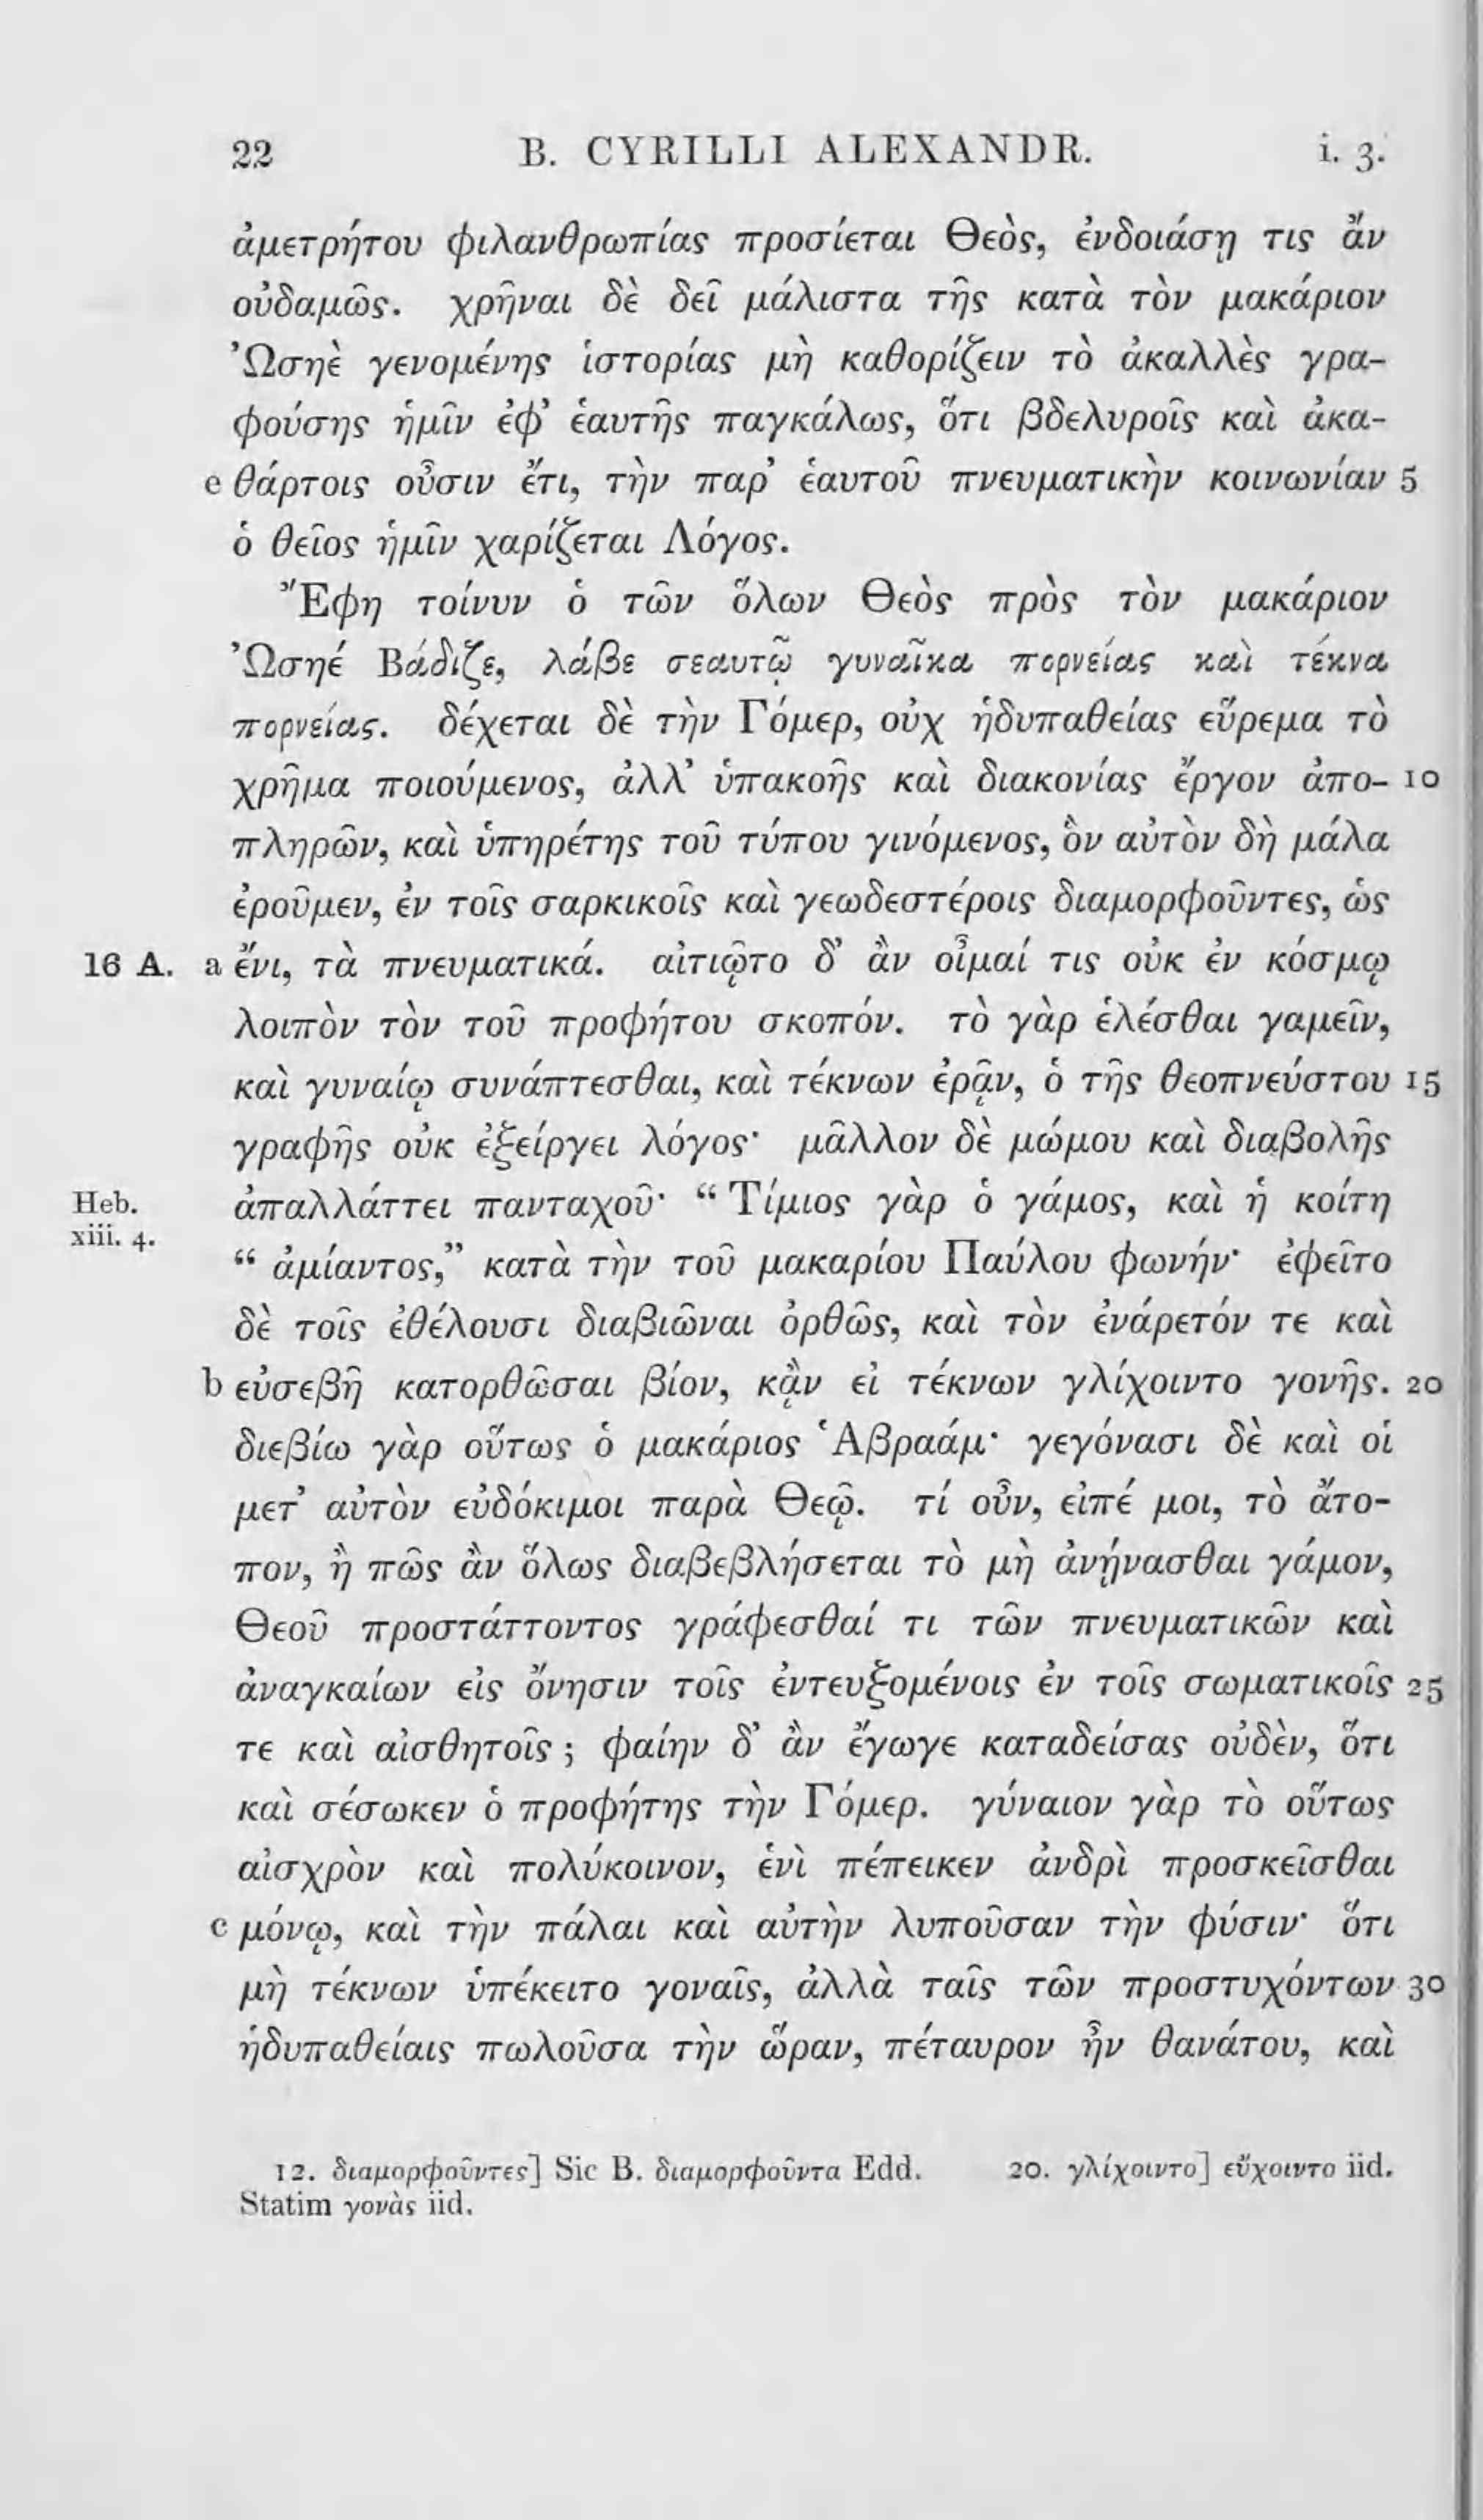 22 B. CYRILLI ALEXANDR. i. 3.
ἀμετρήτου φιλανθρωπίας προσίεται Θεὸς, ἐνδοιάσῃ τις ἄν
οὐδαμῶς. χρῆναι δὲ δεῖ μάλιστα τῆς κατὰ τὸν μακάριον
Ὠσηὲ γενομένης ἱστορίας μὴ καθορίζειν τὸ ἀκαλλὲς γρα-
φούσης ἡμῖν ἐφ’ ἑαυτῆς παγκάλως, ὅτι βδελυροῖς καὶ ἀκα-
e θάρτοις οὖσιν ἔτι, τὴν παρ’ ἑαυτοῦ πνευματικὴν κοινωνίαν 5
ὁ θεῖος ἡμῖν χαρίζεται Λόγος.
Ἔφη τοίνυν ὁ τῶν ὅλων Θεὸς πρὸς τὸν μακάριον
Ὠσηέ Βάδιζε, λάβε σεαυτῷ γυναῖκα πορνείας καὶ τέκνα
πορνείας. δέχεται δὲ τὴν Γόμερ, οὐχ ἡδυπαθείας εὕρεμα τὸ
χρῆμα ποιούμενος, ἀλλ’ ὑπακοῆς καὶ διακονίας ἔργον ἀπο- 10
πληρῶν, καὶ ὑπηρέτης τοῦ τύπου γινόμενος, ὃν αὐτὸν δὴ μάλα
ἐροῦμεν, ἐν τοῖς σαρκικοῖς καὶ γεωδεστέροις διαμορφοῦντες, ὡς
16 A. a ἔνι, τὰ πνευματικά. αἰτιῷτο δ’ ἂν οἶμαί τις οὐκ ἐν κόσμῳ
λοιπὸν τὸν τοῦ προφήτου σκοπόν. τὸ γὰρ ἑλέσθαι γαμεῖν,
καὶ γυναίῳ συνάπτεσθαι, καὶ τέκνων ἐρᾷν, ὁ τῆς θεοπνεύστου 15
γραφῆς οὐκ ἐξείργει λόγος· μᾶλλον δὲ μώμου καὶ διαβολῆς
Heb. xiii. 4. ἀπαλλάττει πανταχοῦ· “ Τίμιος γὰρ ὁ γάμος, καὶ ἡ κοίτη
“ ἀμίαντος,” κατὰ τὴν τοῦ μακαρίου Παύλου φωνήν· ἐφεῖτο
δὲ τοῖς ἐθέλουσι διαβιῶναι ὀρθῶς, καὶ τὸν ἐνάρετόν τε καὶ
b εὐσεβῆ κατορθῶσαι βίον, κᾂν εἰ τέκνων γλίχοιντο γονῆς. 20
διεβίω γὰρ οὕτως ὁ μακάριος Ἁβραάμ· γεγόνασι δὲ καὶ οἱ
μετ’ αὐτὸν εὐδόκιμοι παρὰ Θεῷ. τί οὖν, εἰπέ μοι, τὸ ἄτο-
πον, ἢ πῶς ἂν ὅλως διαβεβλήσεται τὸ μὴ ἀνῄνασθαι γάμον,
Θεοῦ προστάττοντος γράφεσθαί τι τῶν πνευματικῶν καὶ
ἀναγκαίων εἰς ὄνησιν τοῖς ἐντευξομένοις ἐν τοῖς σωματικοῖς 25
τε καὶ αἰσθητοῖς ; φαίην δ’ ἂν ἔγωγε καταδείσας οὐδὲν, ὅτι
καὶ σέσωκεν ὁ προφήτης τὴν Γόμερ. γύναιον γὰρ τὸ οὕτως
αἰσχρὸν καὶ πολύκοινον, ἑνὶ πέπεικεν ἀνδρὶ προσκεῖσθαι
c μόνῳ, καὶ τὴν πάλαι καὶ αὐτὴν λυποῦσαν τὴν φύσιν· ὅτι
μὴ τέκνων ὑπέκειτο γοναῖς, ἀλλὰ ταῖς τῶν προστυχόντων 30
ἡδυπαθείαις πωλοῦσα τὴν ὥραν, πέταυρον ἦν θανάτου, καὶ
12. διαμορφοῦντες] Sic B. διαμορφοῦντα Edd. 20. γλίχοιντο] εὔχοιντο iid.
Statim γονὰς iid.